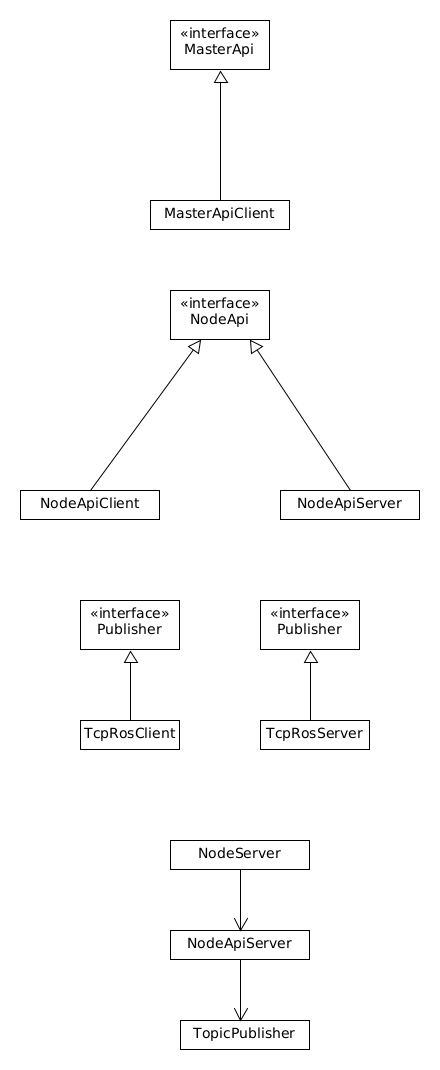 «interface»
MasterApi
MasterApiClient
«interface»
NodeApi
NodeApiClient
NodeApiServer
«interface»
Publisher
«interface»
Publisher
TcpRosClient
TcpRosServer
NodeServer
NodeApiServer
TopicPublisher